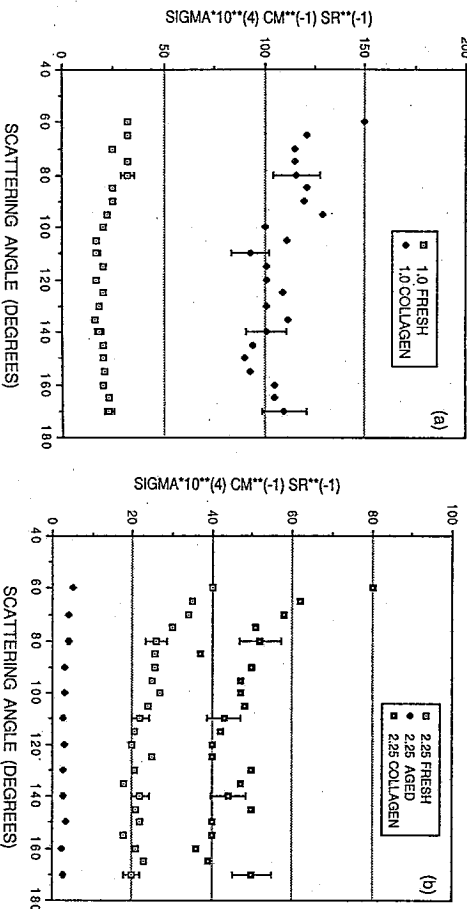 SIGMA*10**(4) CM**(-1) SR**(-1)
200
150
100
50
0
40 60 80 100 120 140 160 180
SCATTERING ANGLE (DEGREES)
1.0 FRESH
1.0 COLLAGEN
(a)
SIGMA*10**(4) CM**(-1) SR**(-1)
100
80
60
40
20
0
40 60 80 100 120 140 160 180
SCATTERING ANGLE (DEGREES)
2.25 FRESH
2.25 AGED
2.25 COLLAGEN
(b)